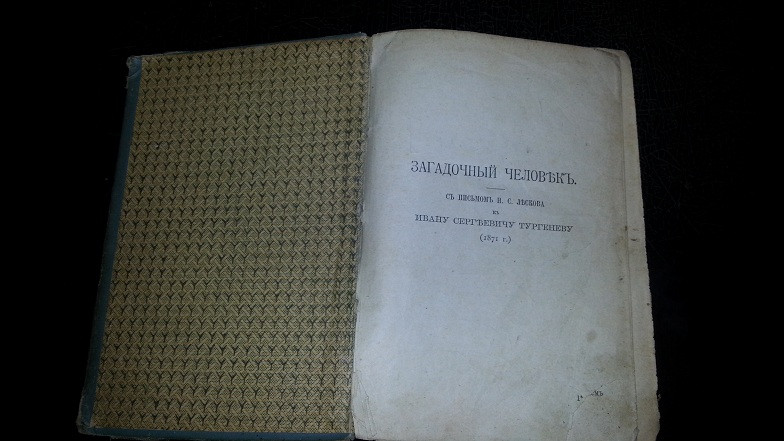 ЗАГАДОЧНЫЙ ЧЕЛОВѢКЪ.
СЪ ПИСЬМОМЪ Н. С. ЛѢСКОВА
КЪ
ИВАНУ СЕРГѢЕВИЧУ ТУРГЕНЕВУ
(1871 г.)